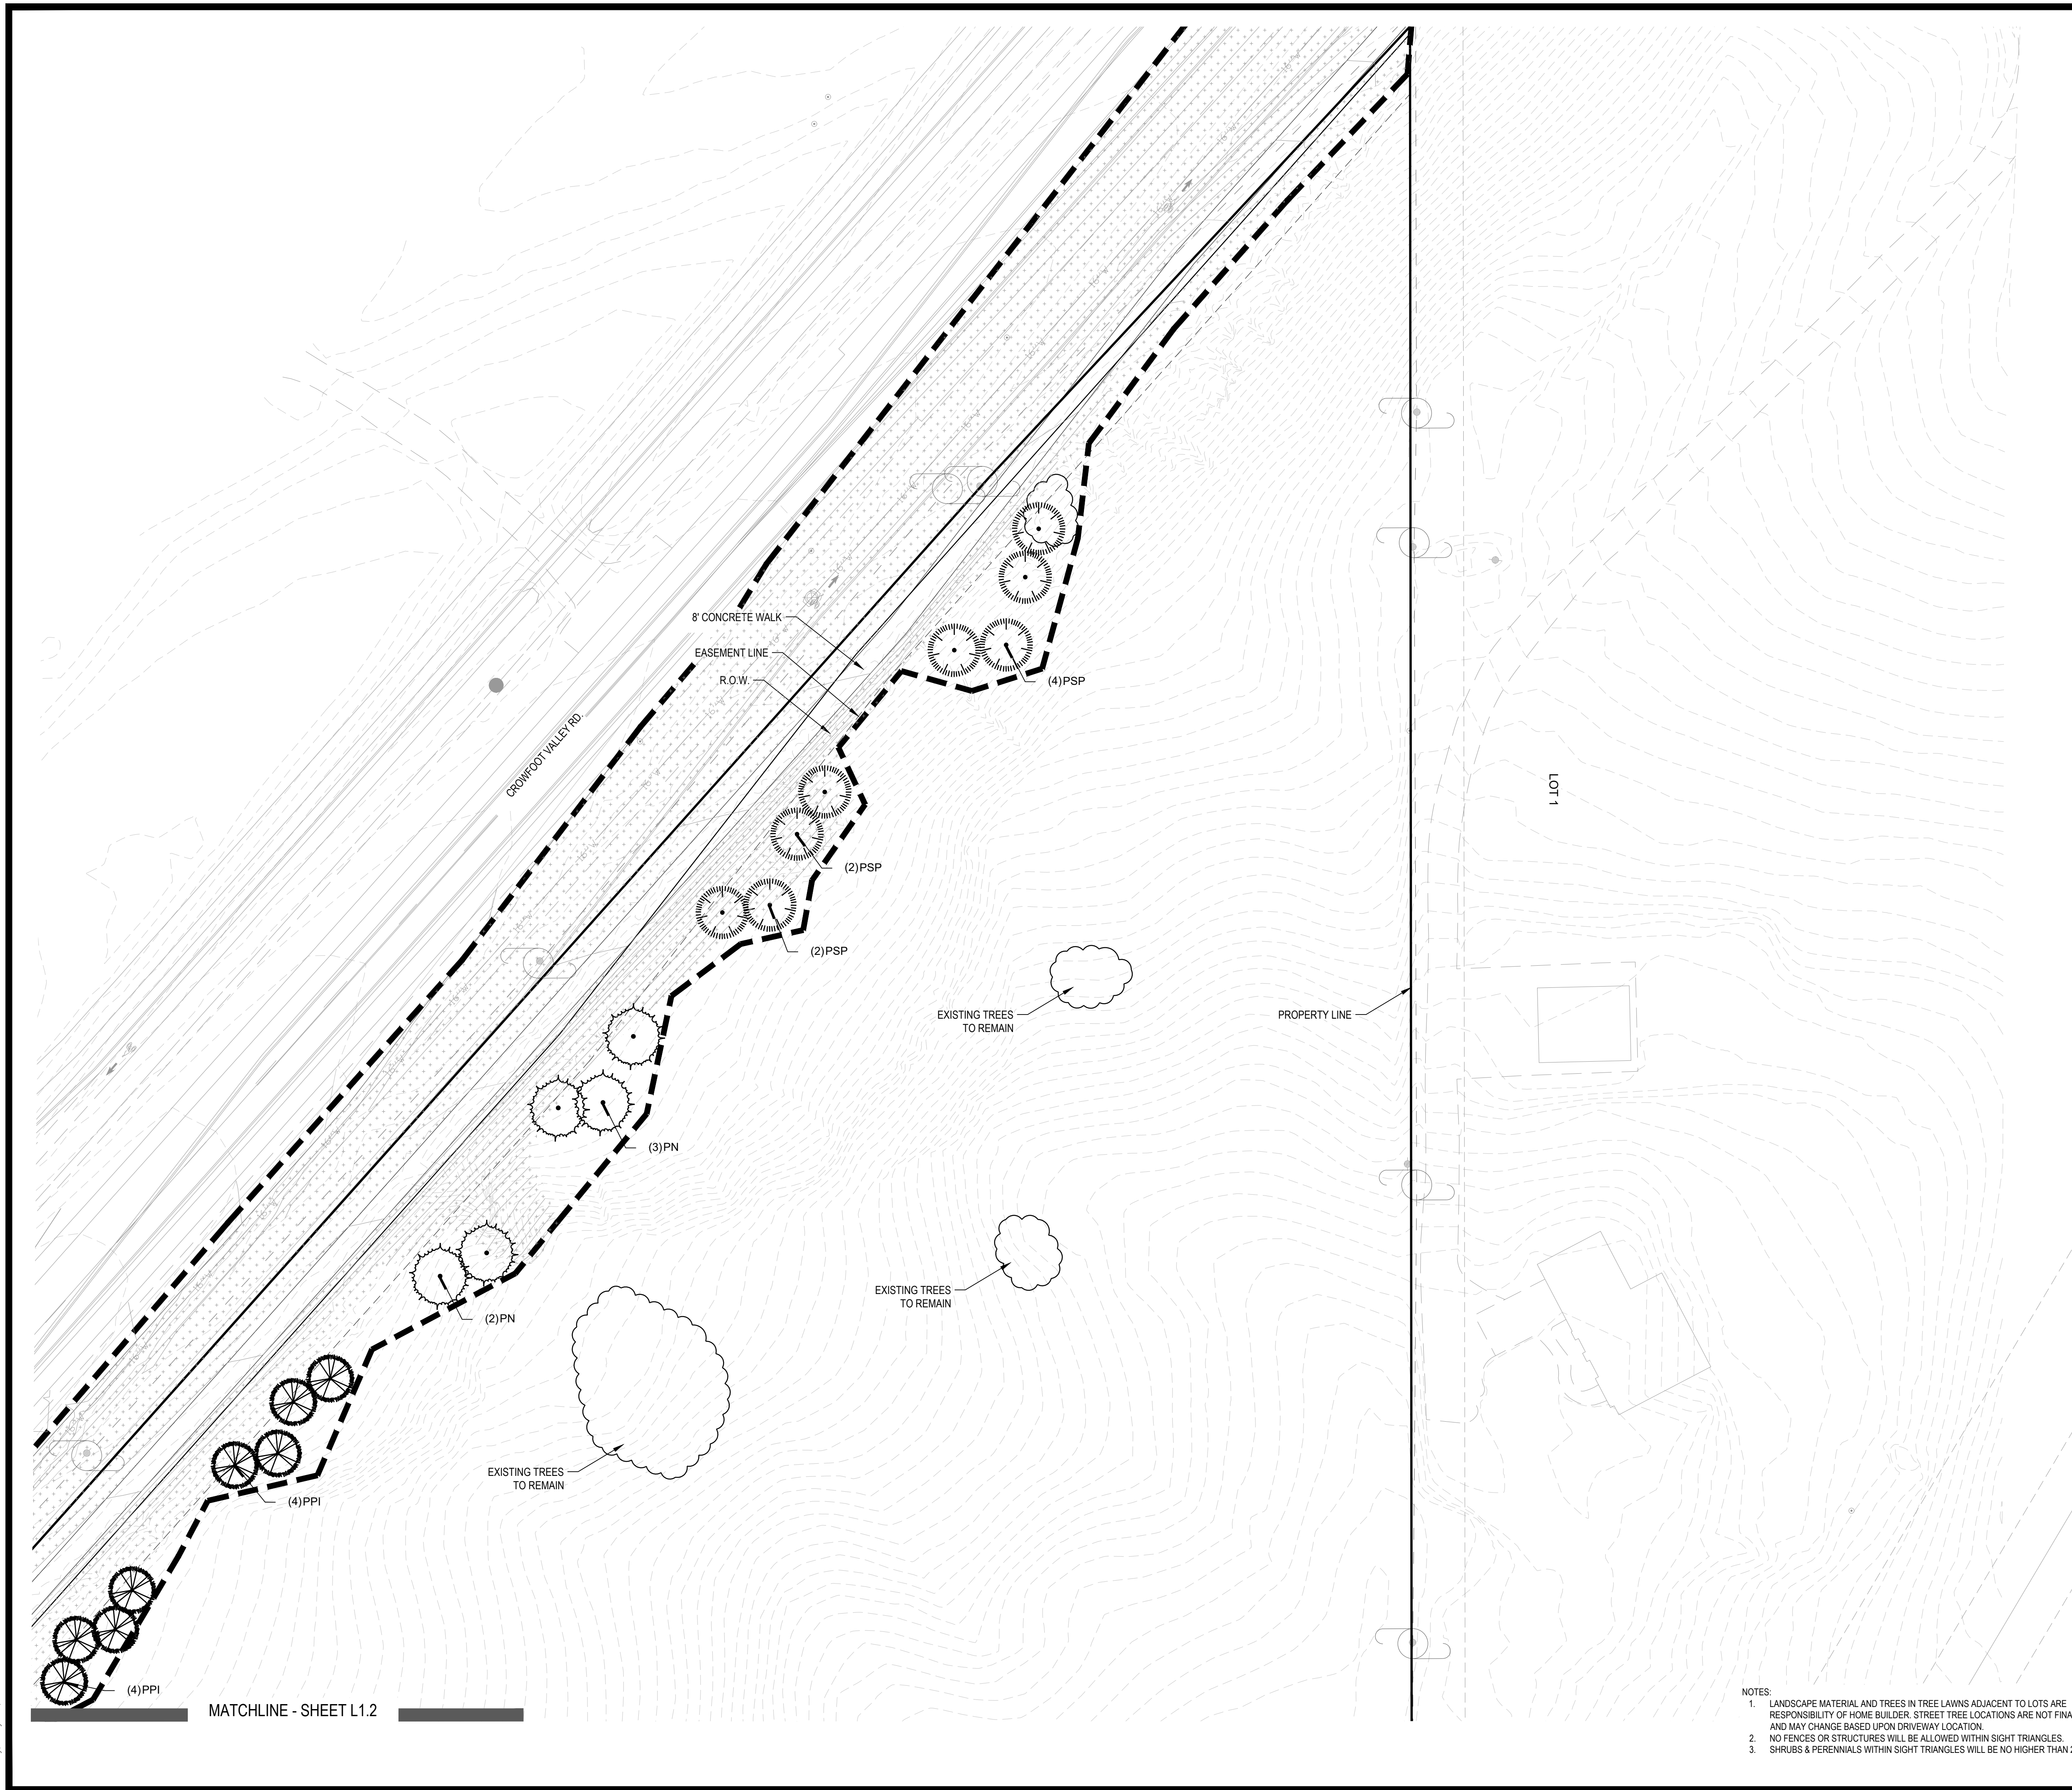 8' CONCRETE WALK
EASEMENT LINE
R.O.W.
CROWFOOT VALLEY RD.
(4)PSP
LOT 1
(2)PSP
(2)PSP
EXISTING TREES
TO REMAIN
PROPERTY LINE
(3)PN
EXISTING TREES
TO REMAIN
(2)PN
EXISTING TREES
TO REMAIN
(4)PPI
(4)PPI
MATCHLINE - SHEET L1.2
NOTES:
1. LANDSCAPE MATERIAL AND TREES IN TREE LAWNS ADJACENT TO LOTS ARE
RESPONSIBILITY OF HOME BUILDER. STREET TREE LOCATIONS ARE NOT
AND MAY CHANGE BASED UPON DRIVEWAY LOCATION.
2. NO FENCES OR STRUCTURES WILL BE ALLOWED WITHIN SIGHT TRIANGLES.
3. SHRUBS & PERENNIALS WITHIN SIGHT TRIANGLES WILL BE NO HIGHER THAN